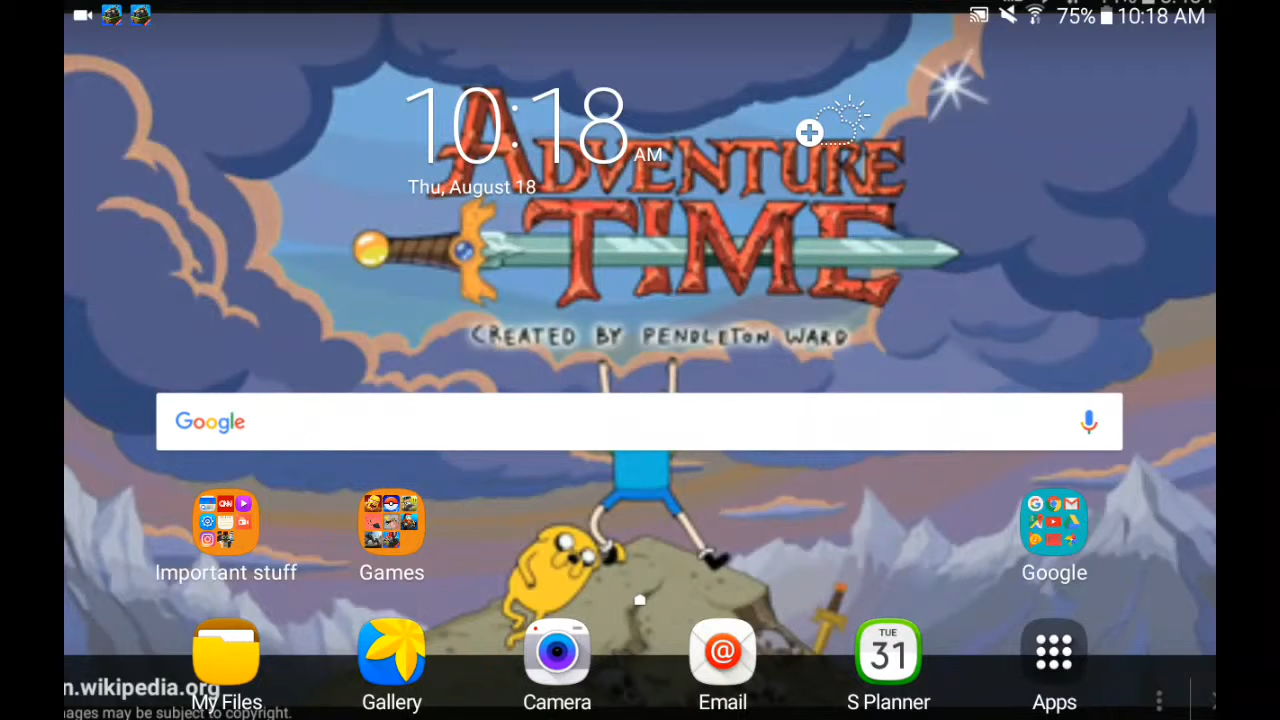 75% 10:18 AM
10:18 AM
Thu, August 18
ADVENTURE
TIME
CREATED BY PENDLETON WARD
Google
Important stuff
Games
Google
TUE
31
@
My Files
Gallery
Camera
Email
S Planner
Apps
n.wikipedia.org
ages may be subject to copyright.